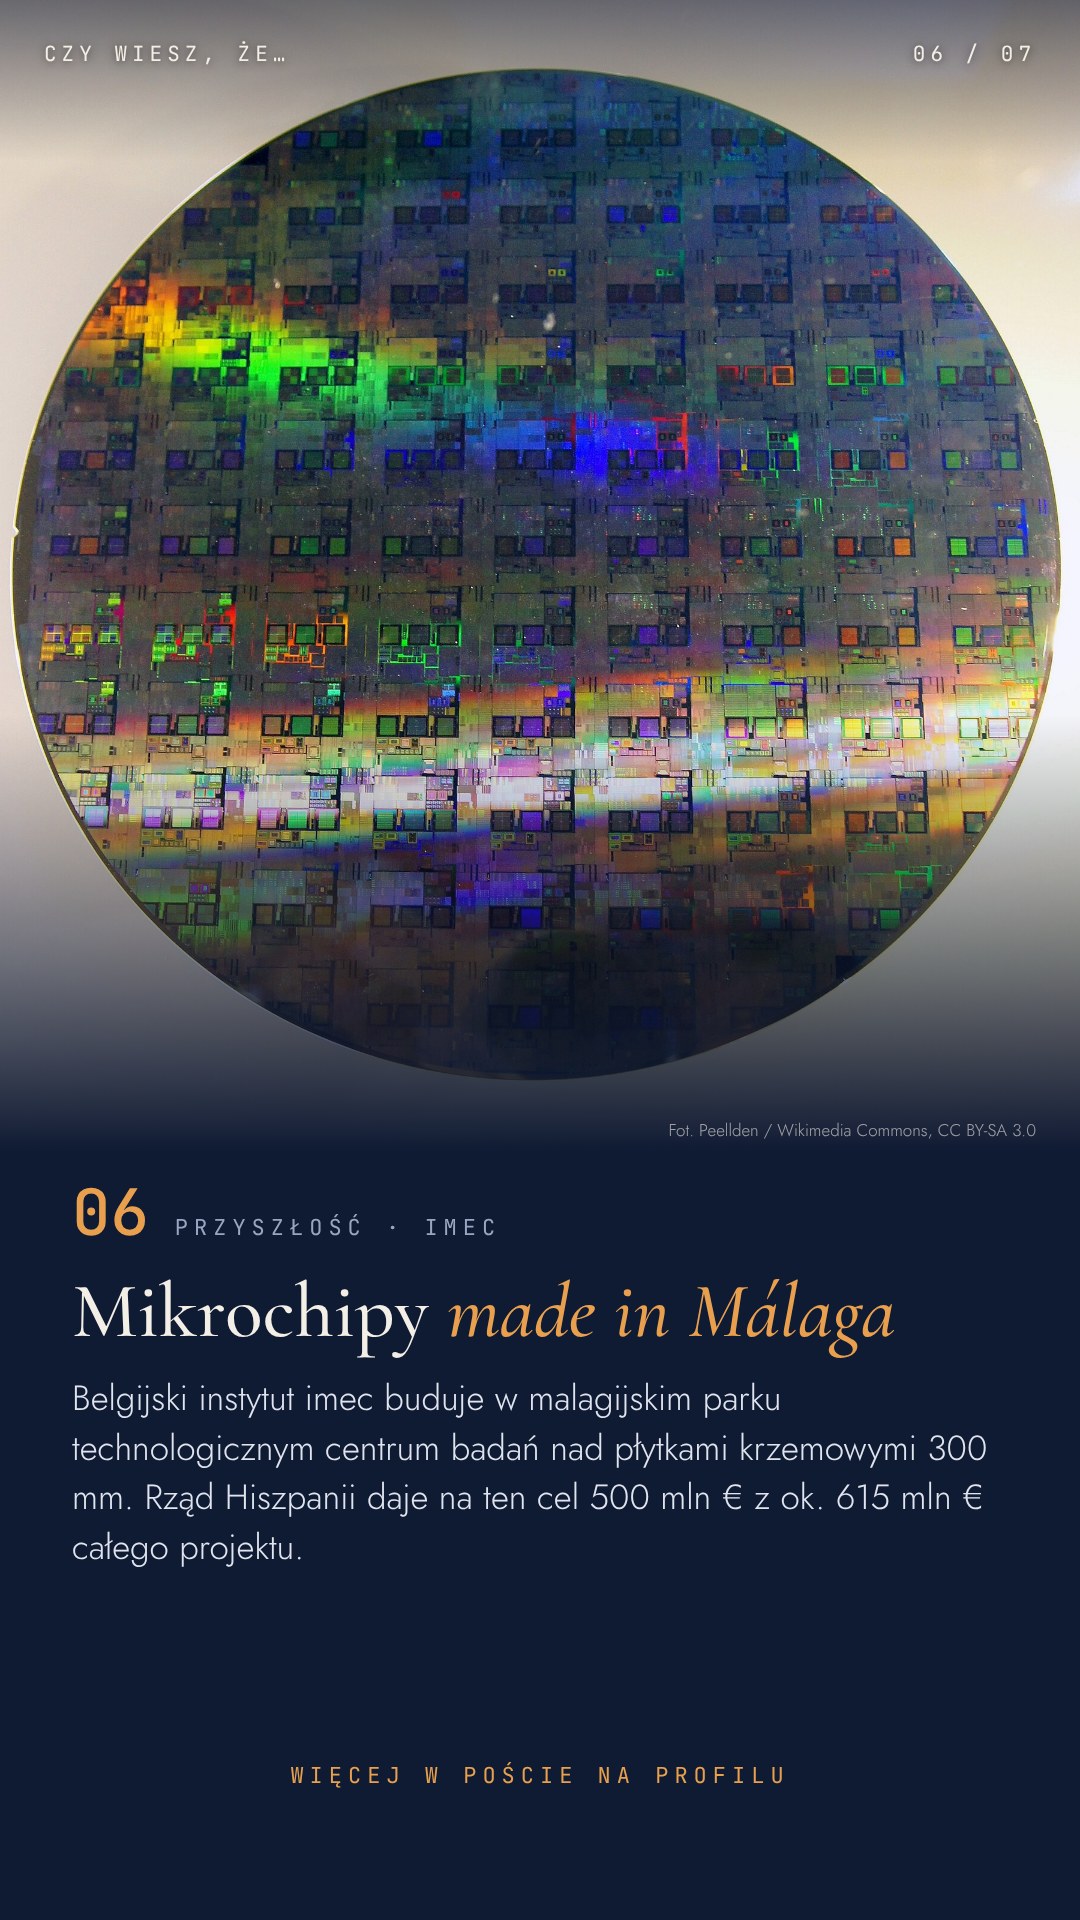 CZY WIESZ, ŻE…
06 / 07
Fot. Peellden / Wikimedia Commons, CC BY-SA 3.0
06 PRZYSZŁOŚĆ · IMEC
Mikrochipy made in Málaga
Belgijski instytut imec buduje w malagijskim parku
technologicznym centrum badań nad płytkami krzemowymi 300
mm. Rząd Hiszpanii daje na ten cel 500 mln € z ok. 615 mln €
całego projektu.
WIĘCEJ W POŚCIE NA PROFILU